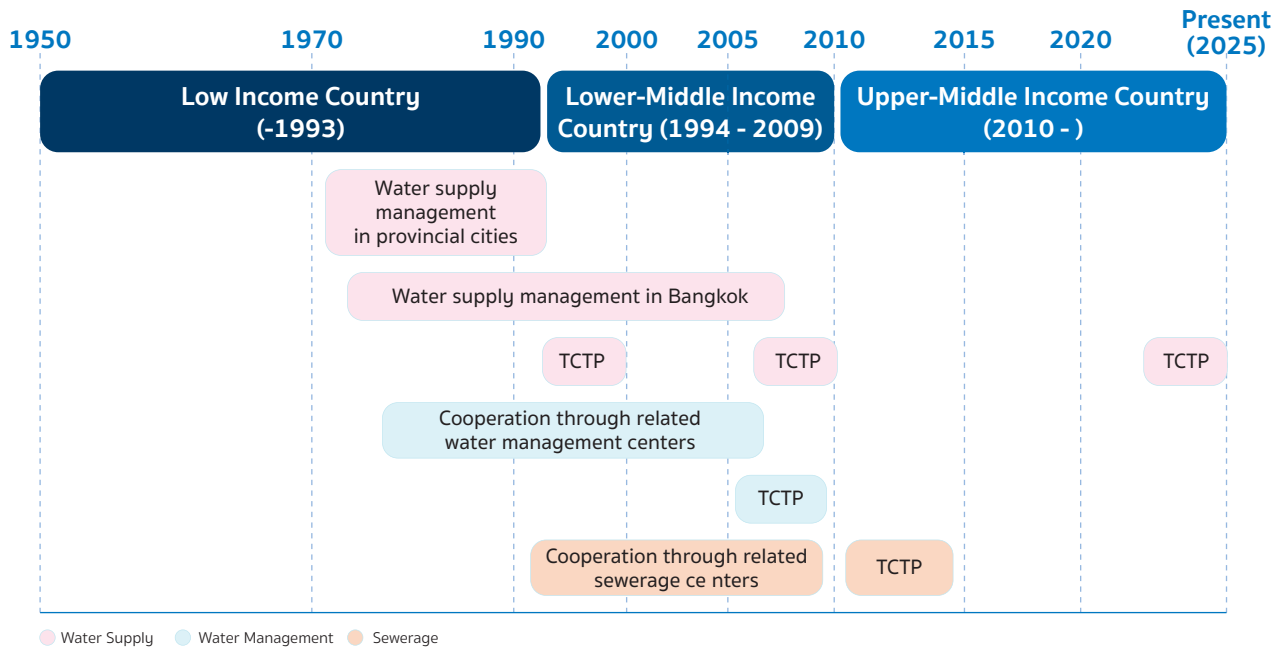 1950
1970
1990
2000
2005
2010
2015
2020
Present
(2025)
Low Income Country
(-1993)
Lower-Middle Income
Country (1994 - 2009)
Upper-Middle Income Country
(2010 - )
Water supply
management
in provincial cities
Water supply management in Bangkok
TCTP
TCTP
TCTP
Cooperation through related
water management centers
TCTP
Cooperation through related
sewerage ce nters
TCTP
Water Supply
Water Management
Sewerage